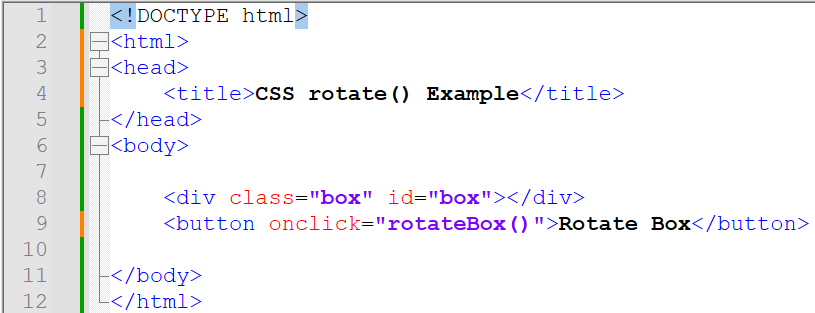 1 <!DOCTYPE html>
2 <html>
3 <head>
4     <title>CSS rotate() Example</title>
5 </head>
6 <body>
7
8     <div class="box" id="box"></div>
9     <button onclick="rotateBox()">Rotate Box</button>
10
11 </body>
12 </html>